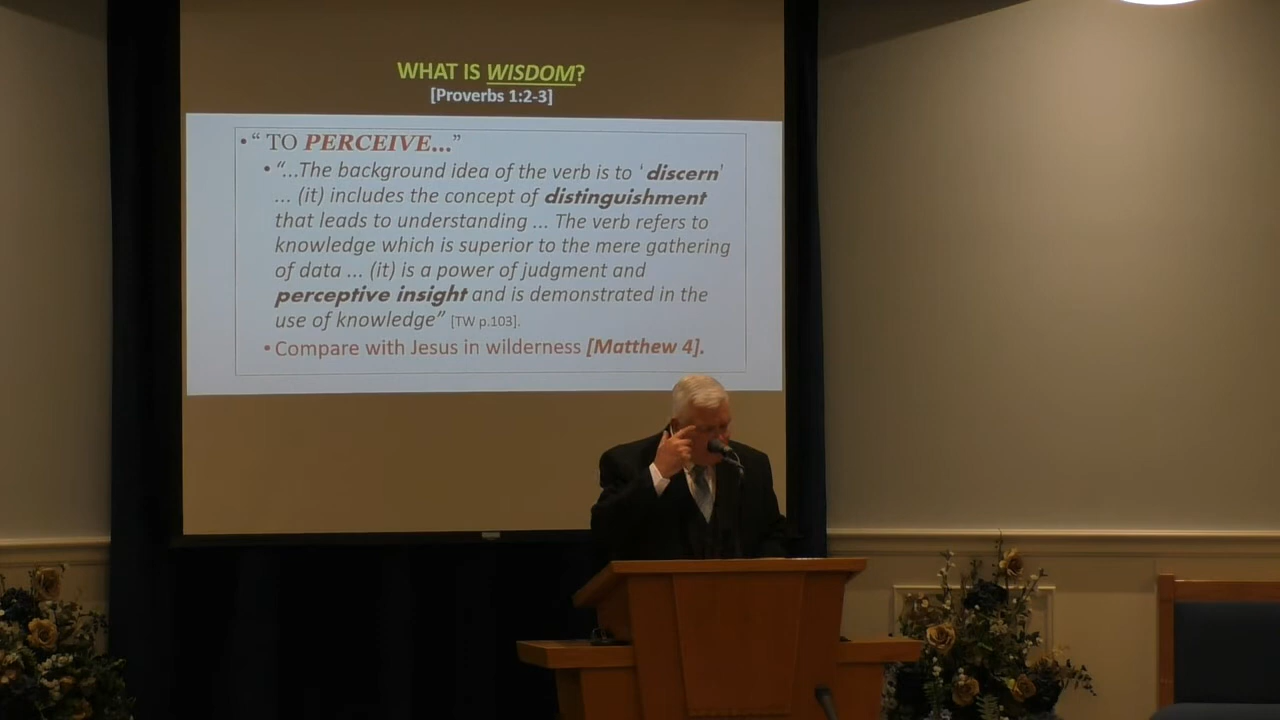 WHAT IS WISDOM?
[Proverbs 1:2-3]
• “ TO PERCEIVE...”
• “...The background idea of the verb is to ‘discern’
... (it) includes the concept of distinguishment
that leads to understanding ... The verb refers to
knowledge which is superior to the mere gathering
of data ... (it) is a power of judgment and
perceptive insight and is demonstrated in the
use of knowledge” [TW p.103].
• Compare with Jesus in wilderness [Matthew 4].